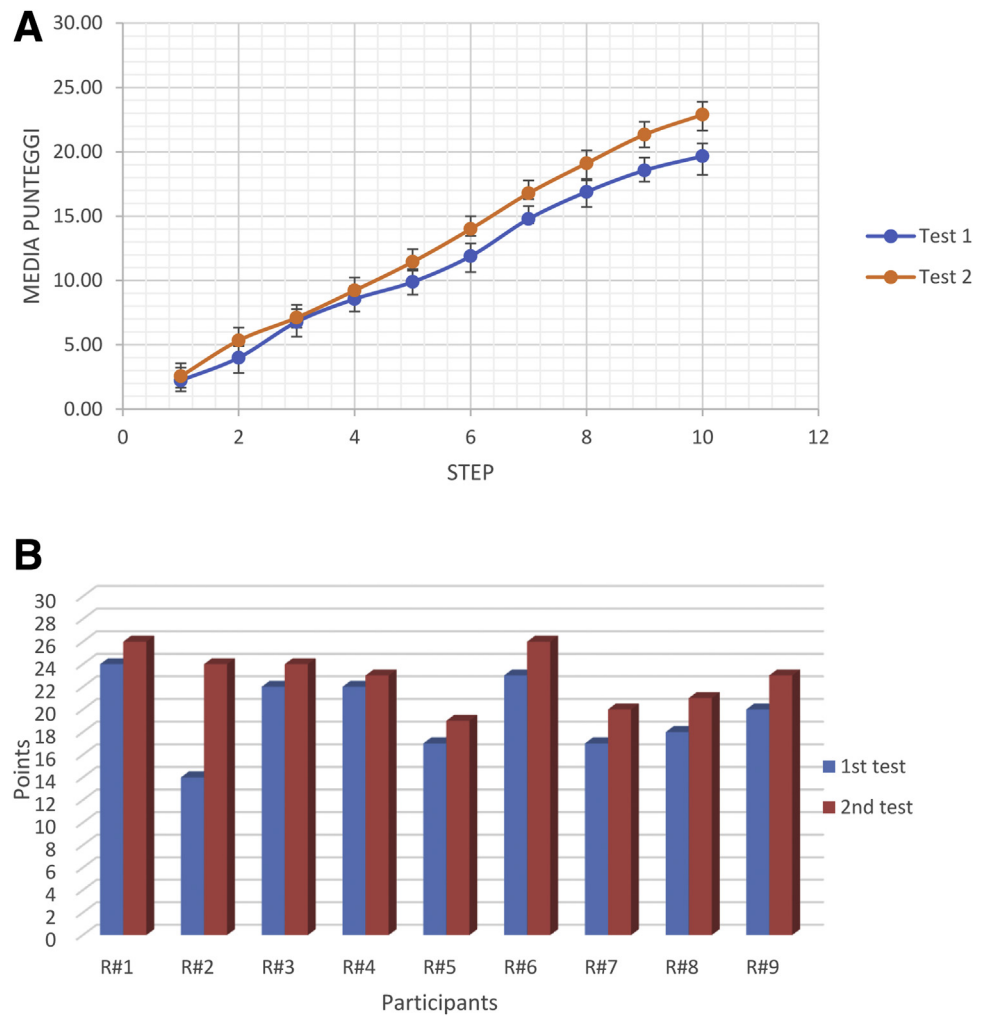 A
30.00
25.00
20.00
15.00
10.00
5.00
0.00
MEDIA PUNTEGGI
0 2 4 6 8 10 12
STEP
Test 1
Test 2
B
30
28
26
24
22
20
18
16
14
12
10
8
6
4
2
0
Points
R#1 R#2 R#3 R#4 R#5 R#6 R#7 R#8 R#9
Participants
1st test
2nd test